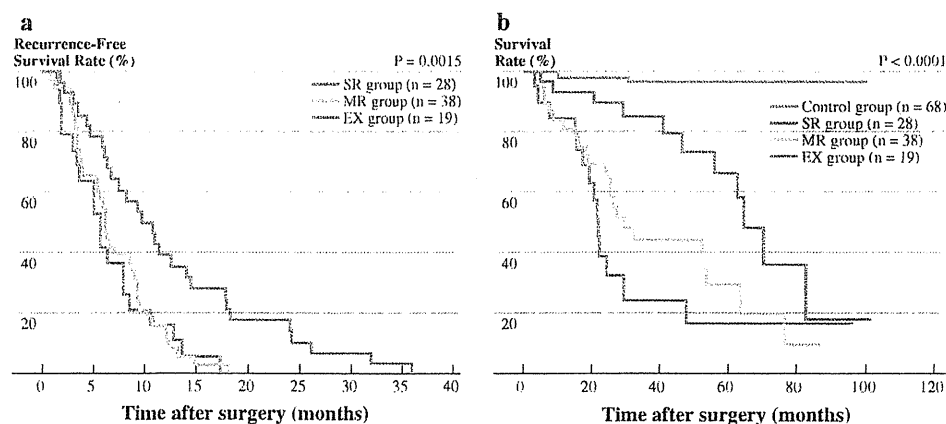 a
Recurrence-Free
Survival Rate (%)
P = 0.0015
SR group (n = 28)
MR group (n = 38)
EX group (n = 19)
100
80
60
40
20
0 5 10 15 20 25 30 35 40
Time after surgery (months)
b
Survival
Rate (%)
P < 0.0001
Control group (n = 68)
SR group (n = 28)
MR group (n = 38)
EX group (n = 19)
100
80
60
40
20
0 20 40 60 80 100 120
Time after surgery (months)